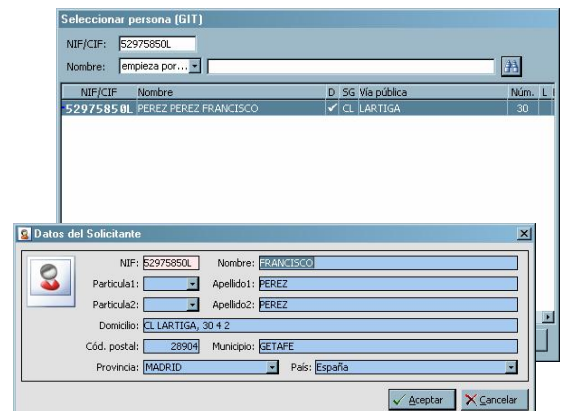 Seleccionar persona (GIT)
NIF/CIF: 52975850L
Nombre: empieza por...
NIF/CIF Nombre D SG Vía pública Núm. L
52975850L PEREZ PEREZ FRANCISCO CL LARTIGA 30
Datos del Solicitante
NIF: 52975850L Nombre: FRANCISCO
Particula1: Apellido1: PEREZ
Particula2: Apellido2: PEREZ
Domicilio: CL LARTIGA, 30 4 2
Cód. postal: 28904 Municipio: GETAFE
Provincia: MADRID País: España
Aceptar Cancelar